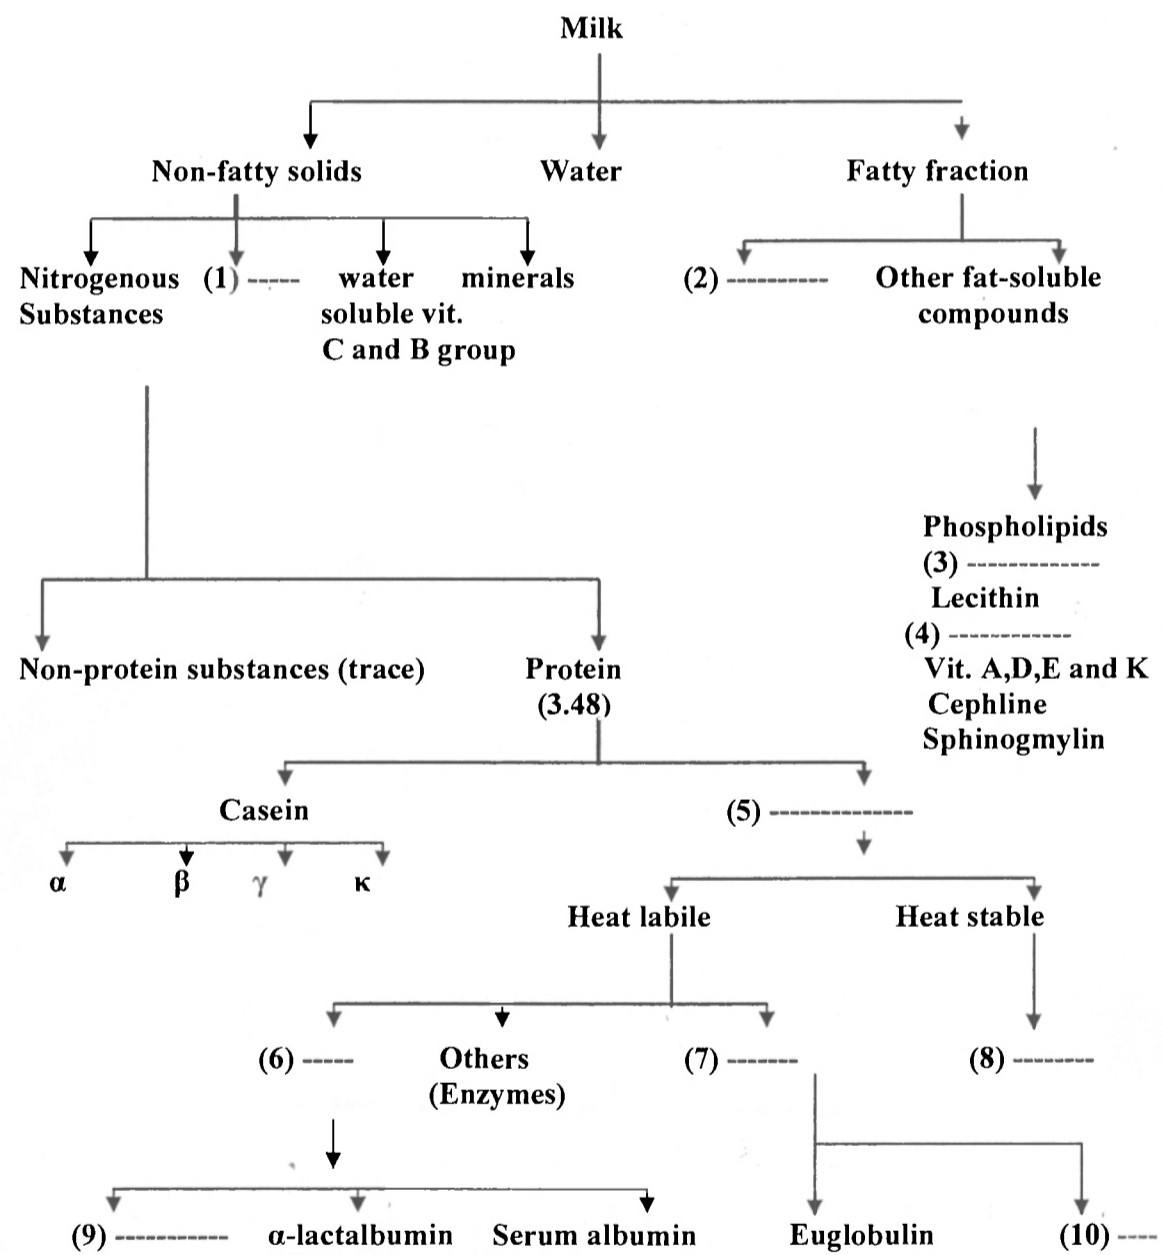 Milk
Non-fatty solids Water Fatty fraction
Nitrogenous (1) ----- water minerals (2) ---------- Other fat-soluble
Substances soluble vit. compounds
C and B group
Phospholipids
(3) -------------
Lecithin
(4) ------------
Non-protein substances (trace) Protein Vit. A,D,E and K
(3.48) Cephline
Sphinogmylin
Casein (5) --------------
α β γ κ
Heat labile Heat stable
(6) ----- Others (7) ------- (8) --------
(Enzymes)
(9) ----------- α-lactalbumin Serum albumin Euglobulin (10) ----